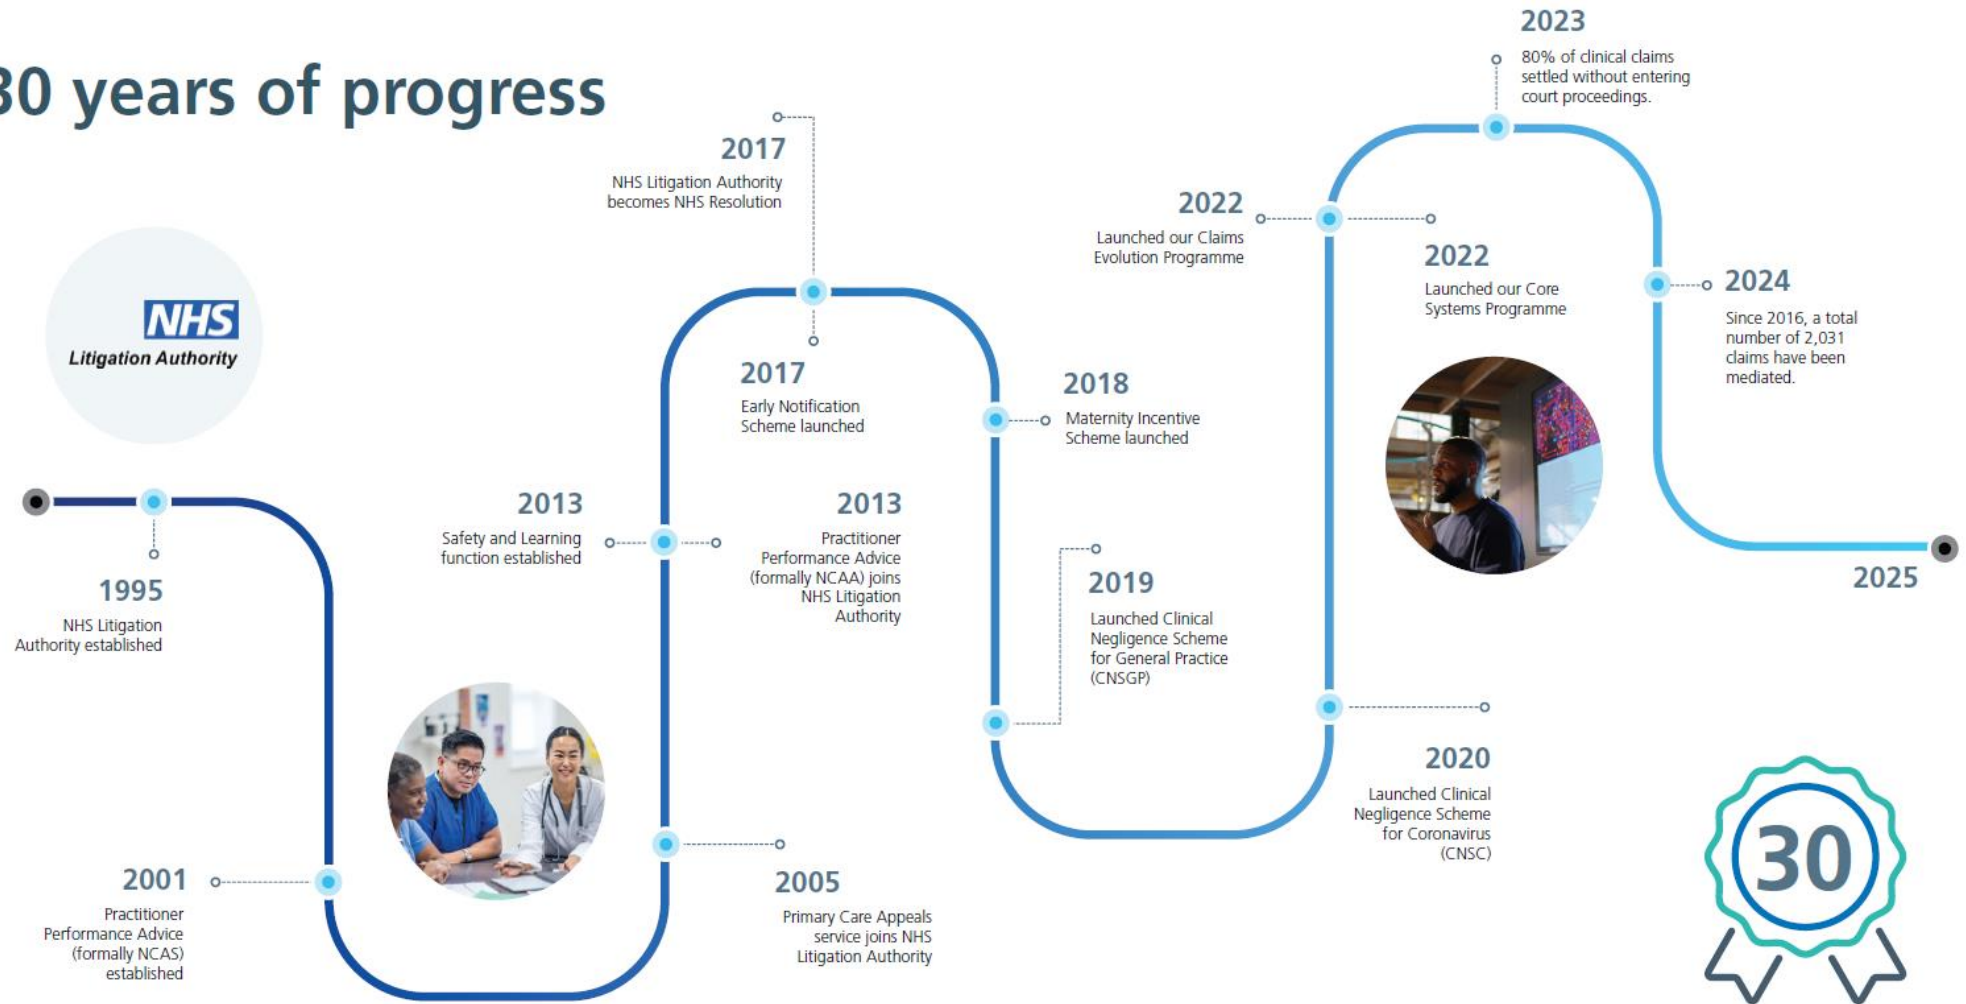 30 years of progress
NHS
Litigation Authority
1995
NHS Litigation
Authority established
2001
Practitioner
Performance Advice
(formally NCAS)
established
2005
Primary Care Appeals
service joins NHS
Litigation Authority
2013
Safety and Learning
function established
2013
Practitioner
Performance Advice
(formally NCAA) joins
NHS Litigation
Authority
2017
NHS Litigation Authority
becomes NHS Resolution
2017
Early Notification
Scheme launched
2018
Maternity Incentive
Scheme launched
2019
Launched Clinical
Negligence Scheme
for General Practice
(CNSGP)
2020
Launched Clinical
Negligence Scheme
for Coronavirus
(CNSC)
2022
Launched our Claims
Evolution Programme
2022
Launched our Core
Systems Programme
2023
80% of clinical claims
settled without entering
court proceedings.
2024
Since 2016, a total
number of 2,031
claims have been
mediated.
2025
30